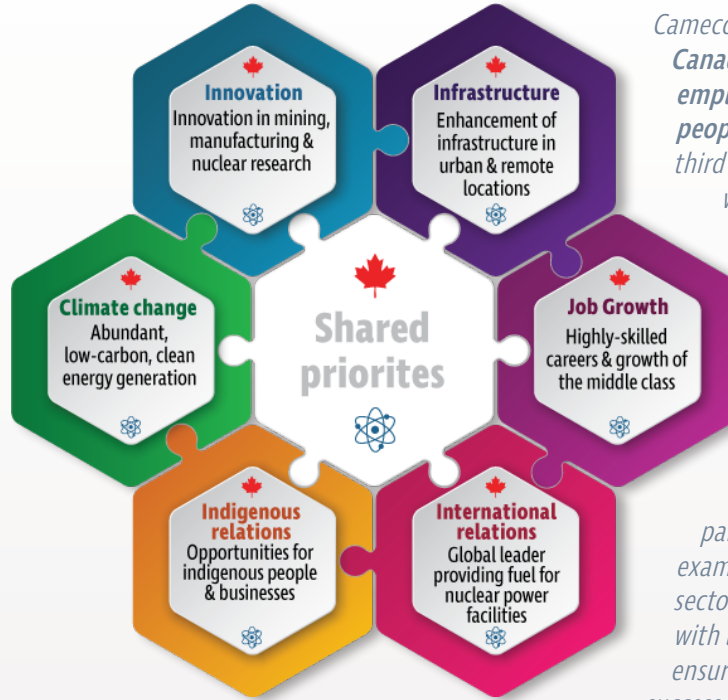 Innovation
Innovation in mining,
manufacturing &
nuclear research
Infrastructure
Enhancement of
infrastructure in
urban & remote
locations
Climate change
Abundant,
low-carbon, clean
energy generation
Shared
priorites
Job Growth
Highly-skilled
careers & growth of
the middle class
Indigenous
relations
Opportunities for
indigenous people
& businesses
International
relations
Global leader
providing fuel for
nuclear power
facilities
third
with